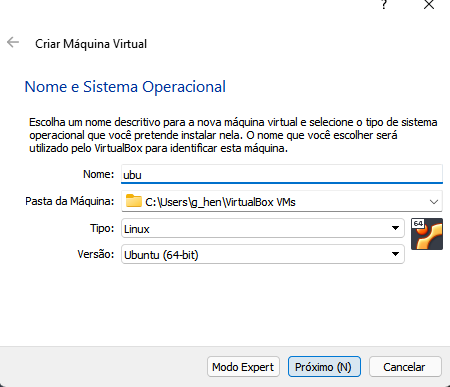 ?
Criar Máquina Virtual
Nome e Sistema Operacional
Escolha um nome descritivo para a nova máquina virtual e selecione o tipo de sistema
operacional que você pretende instalar nela. O nome que você escolher será
utilizado pelo VirtualBox para identificar esta máquina.
Nome: ubu
Pasta da Máquina: C:\Users\g_hen\VirtualBox VMs
Tipo: Linux
64
Versão: Ubuntu (64-bit)
Modo Expert Próximo (N) Cancelar